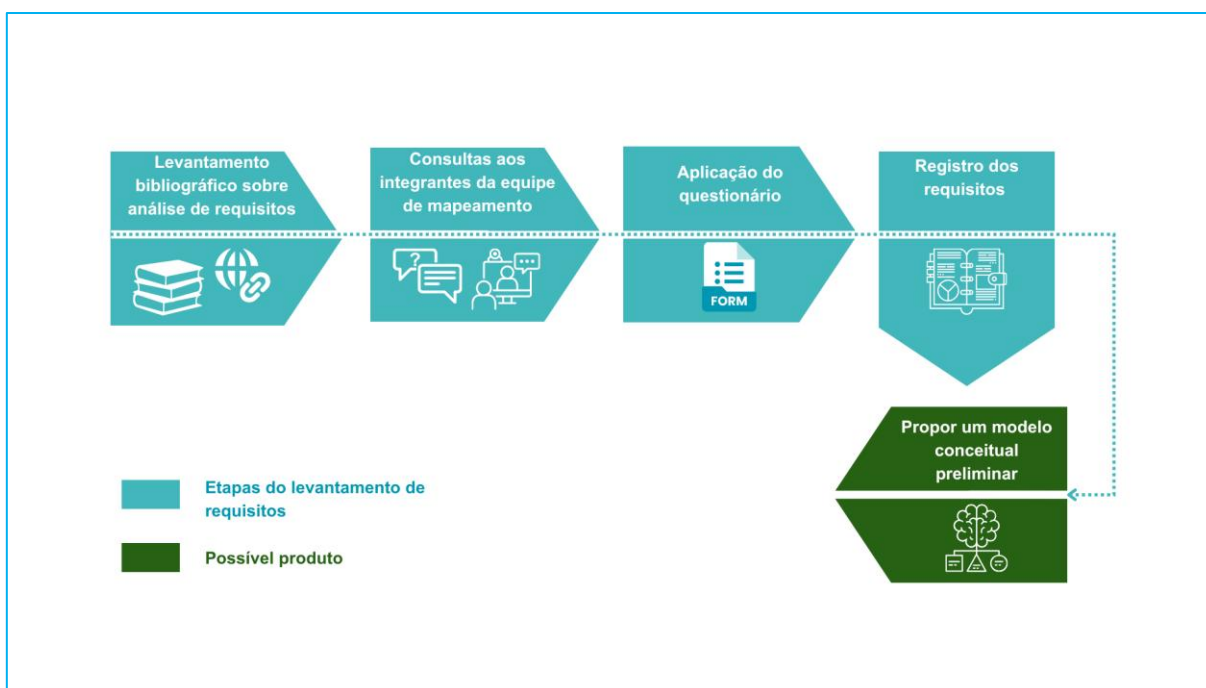 Levantamento
bibliográfico sobre
análise de requisitos
Consultas aos
integrantes da equipe
de mapeamento
Aplicação do
questionário
Registro dos
requisitos
?
FORM
Propor um modelo
conceitual
preliminar
Etapas do levantamento de
requisitos
Possível produto